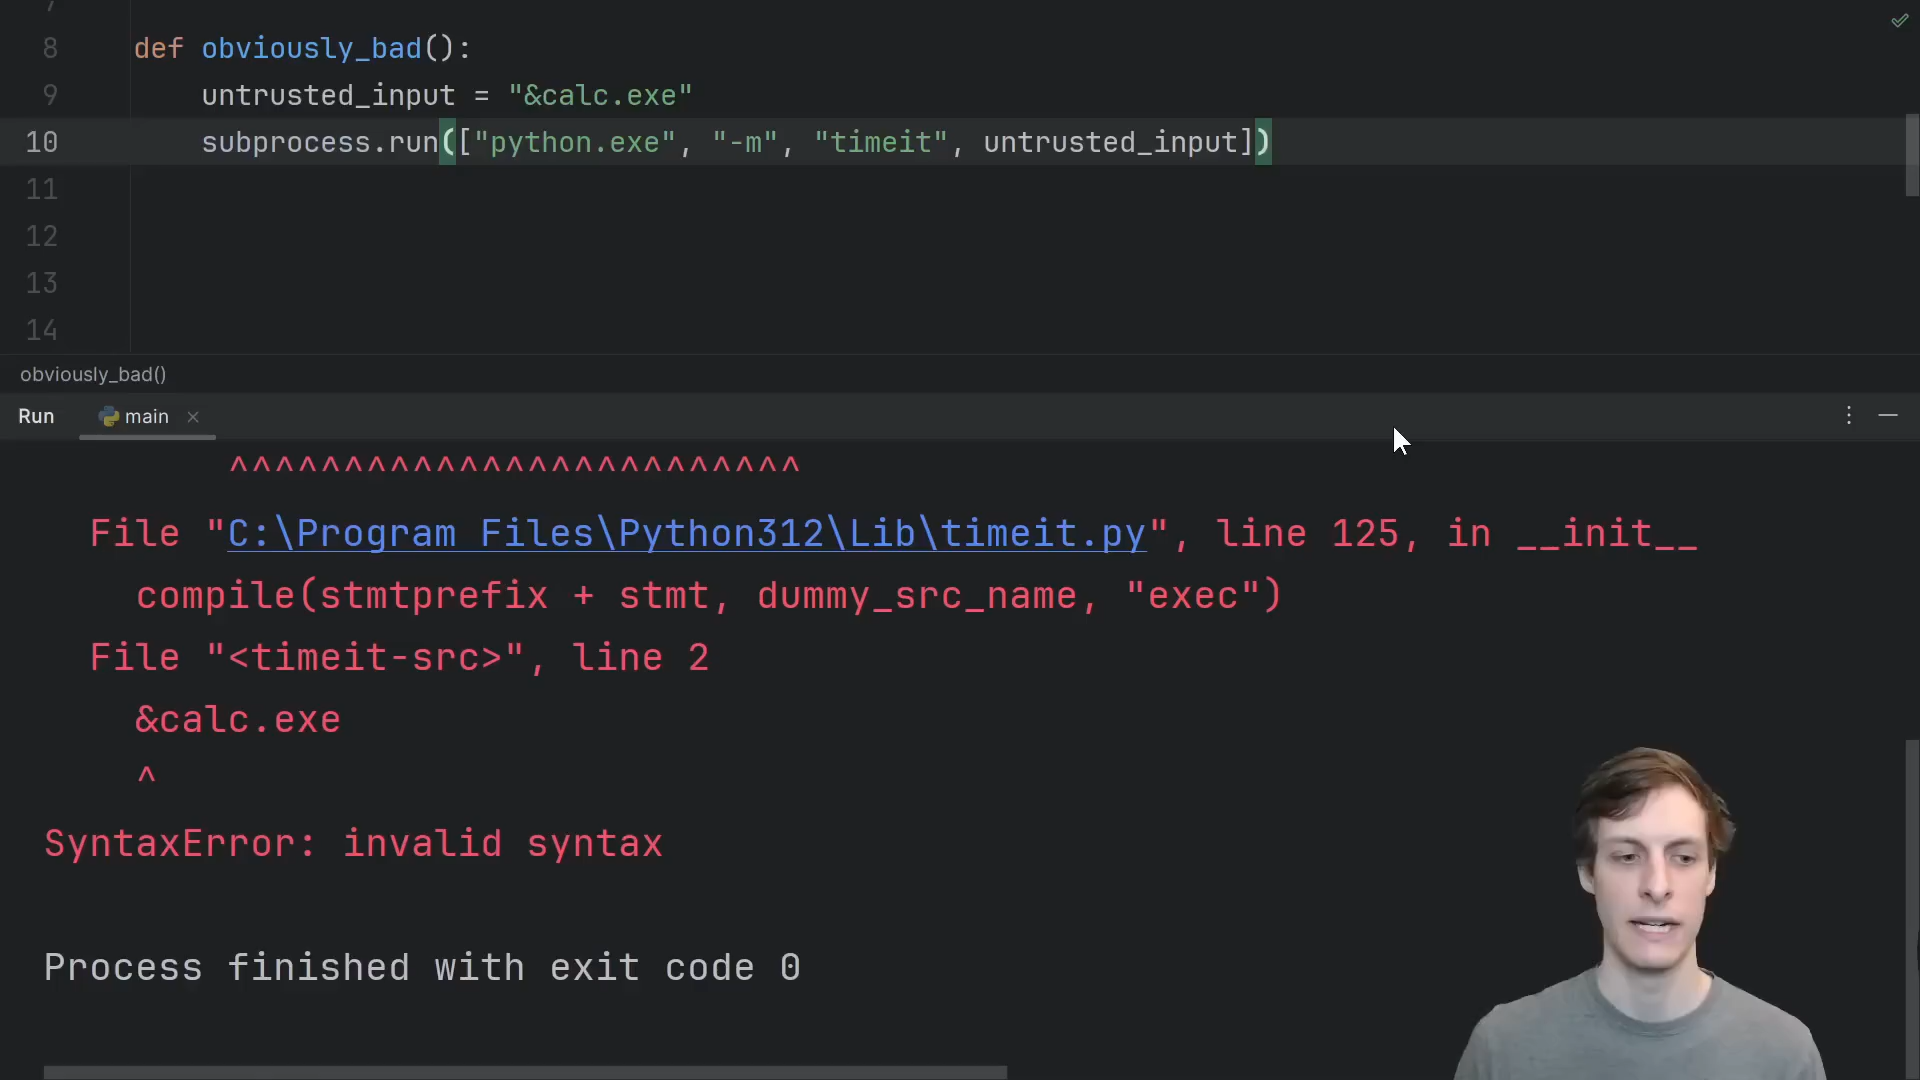 7
8 def obviously_bad():
9 untrusted_input = "&calc.exe"
10 subprocess.run(["python.exe", "-m", "timeit", untrusted_input])
11
12
13
14
obviously_bad()
Run main
^^^^^^^^^^^^^^^^^^^^^^^^^
File "C:\Program Files\Python312\Lib\timeit.py", line 125, in __init__
compile(stmtprefix + stmt, dummy_src_name, "exec")
File "<timeit-src>", line 2
&calc.exe
^
SyntaxError: invalid syntax
Process finished with exit code 0